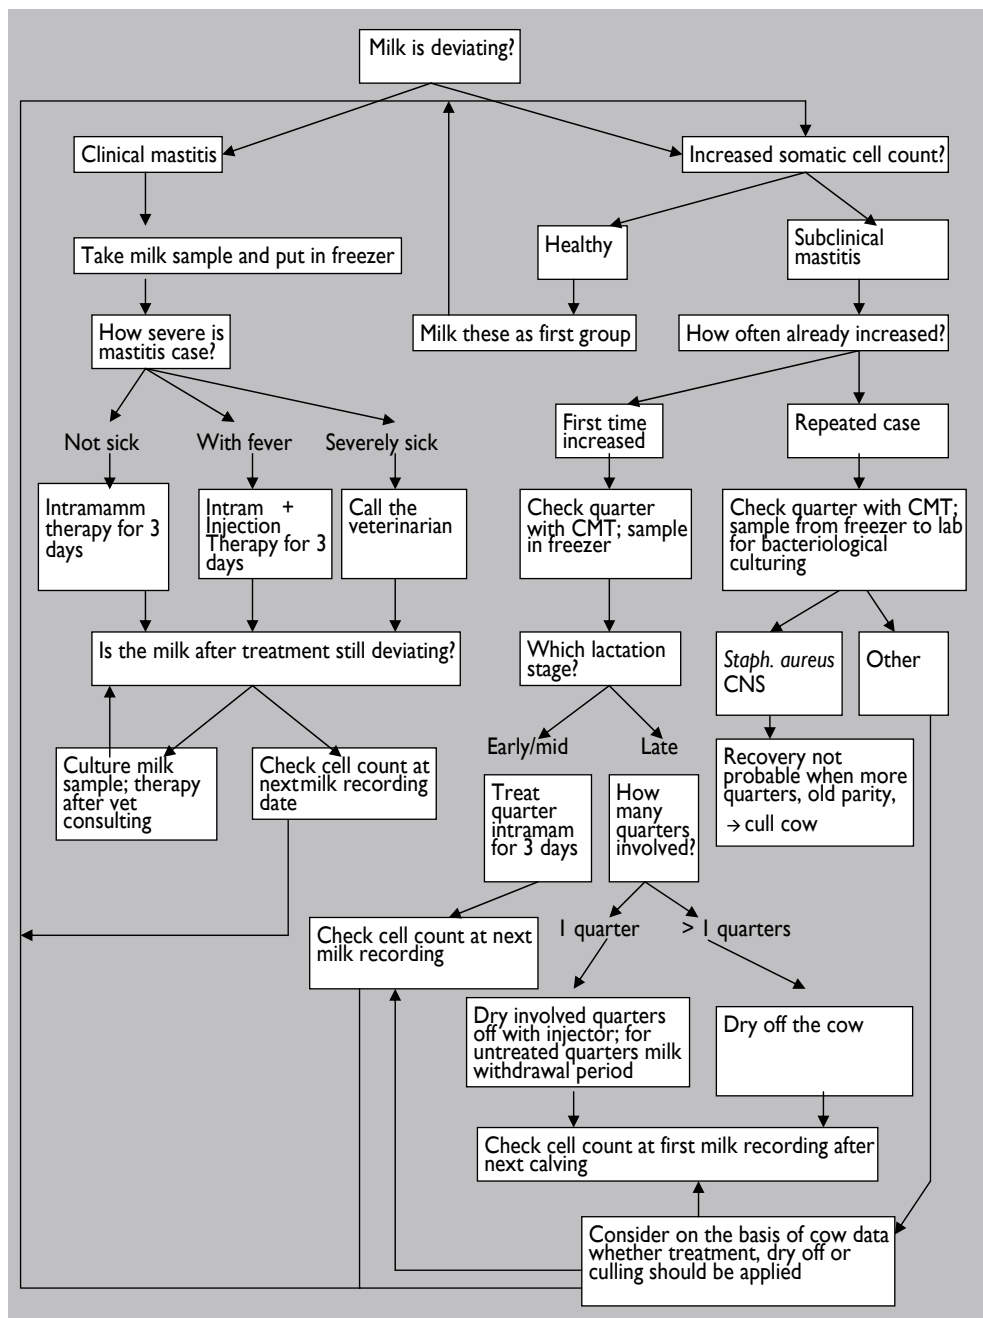 Milk is deviating?
Clinical mastitis
Increased somatic cell count?
Healthy
Subclinical
mastitis
Take milk sample and put in freezer
How severe is
mastitis case?
Milk these as first group
How often already increased?
First time
increased
Repeated case
Not sick
With fever
Severely sick
Intramamm
therapy for 3
days
Intram +
Injection
Therapy for 3
days
Call the
veterinarian
Check quarter
with CMT; sample
in freezer
Check quarter with CMT;
sample from freezer to lab
for bacteriological
culturing
Is the milk after treatment still deviating?
Which lactation
stage?
Staph. aureus
CNS
Other
Early/mid
Late
Culture milk
sample; therapy
after vet
consulting
Check cell count at
nextmilk recording
date
Treat
quarter
intramam
for 3 days
How
many
quarters
involved?
Recovery not
probable when more
quarters, old parity,
→ cull cow
Check cell count at next
milk recording
1 quarter
> 1 quarters
Dry involved quarters
off with injector; for
untreated quarters milk
withdrawal period
Dry off the cow
Check cell count at first milk recording after
next calving
Consider on the basis of cow data
whether treatment, dry off or
culling should be applied